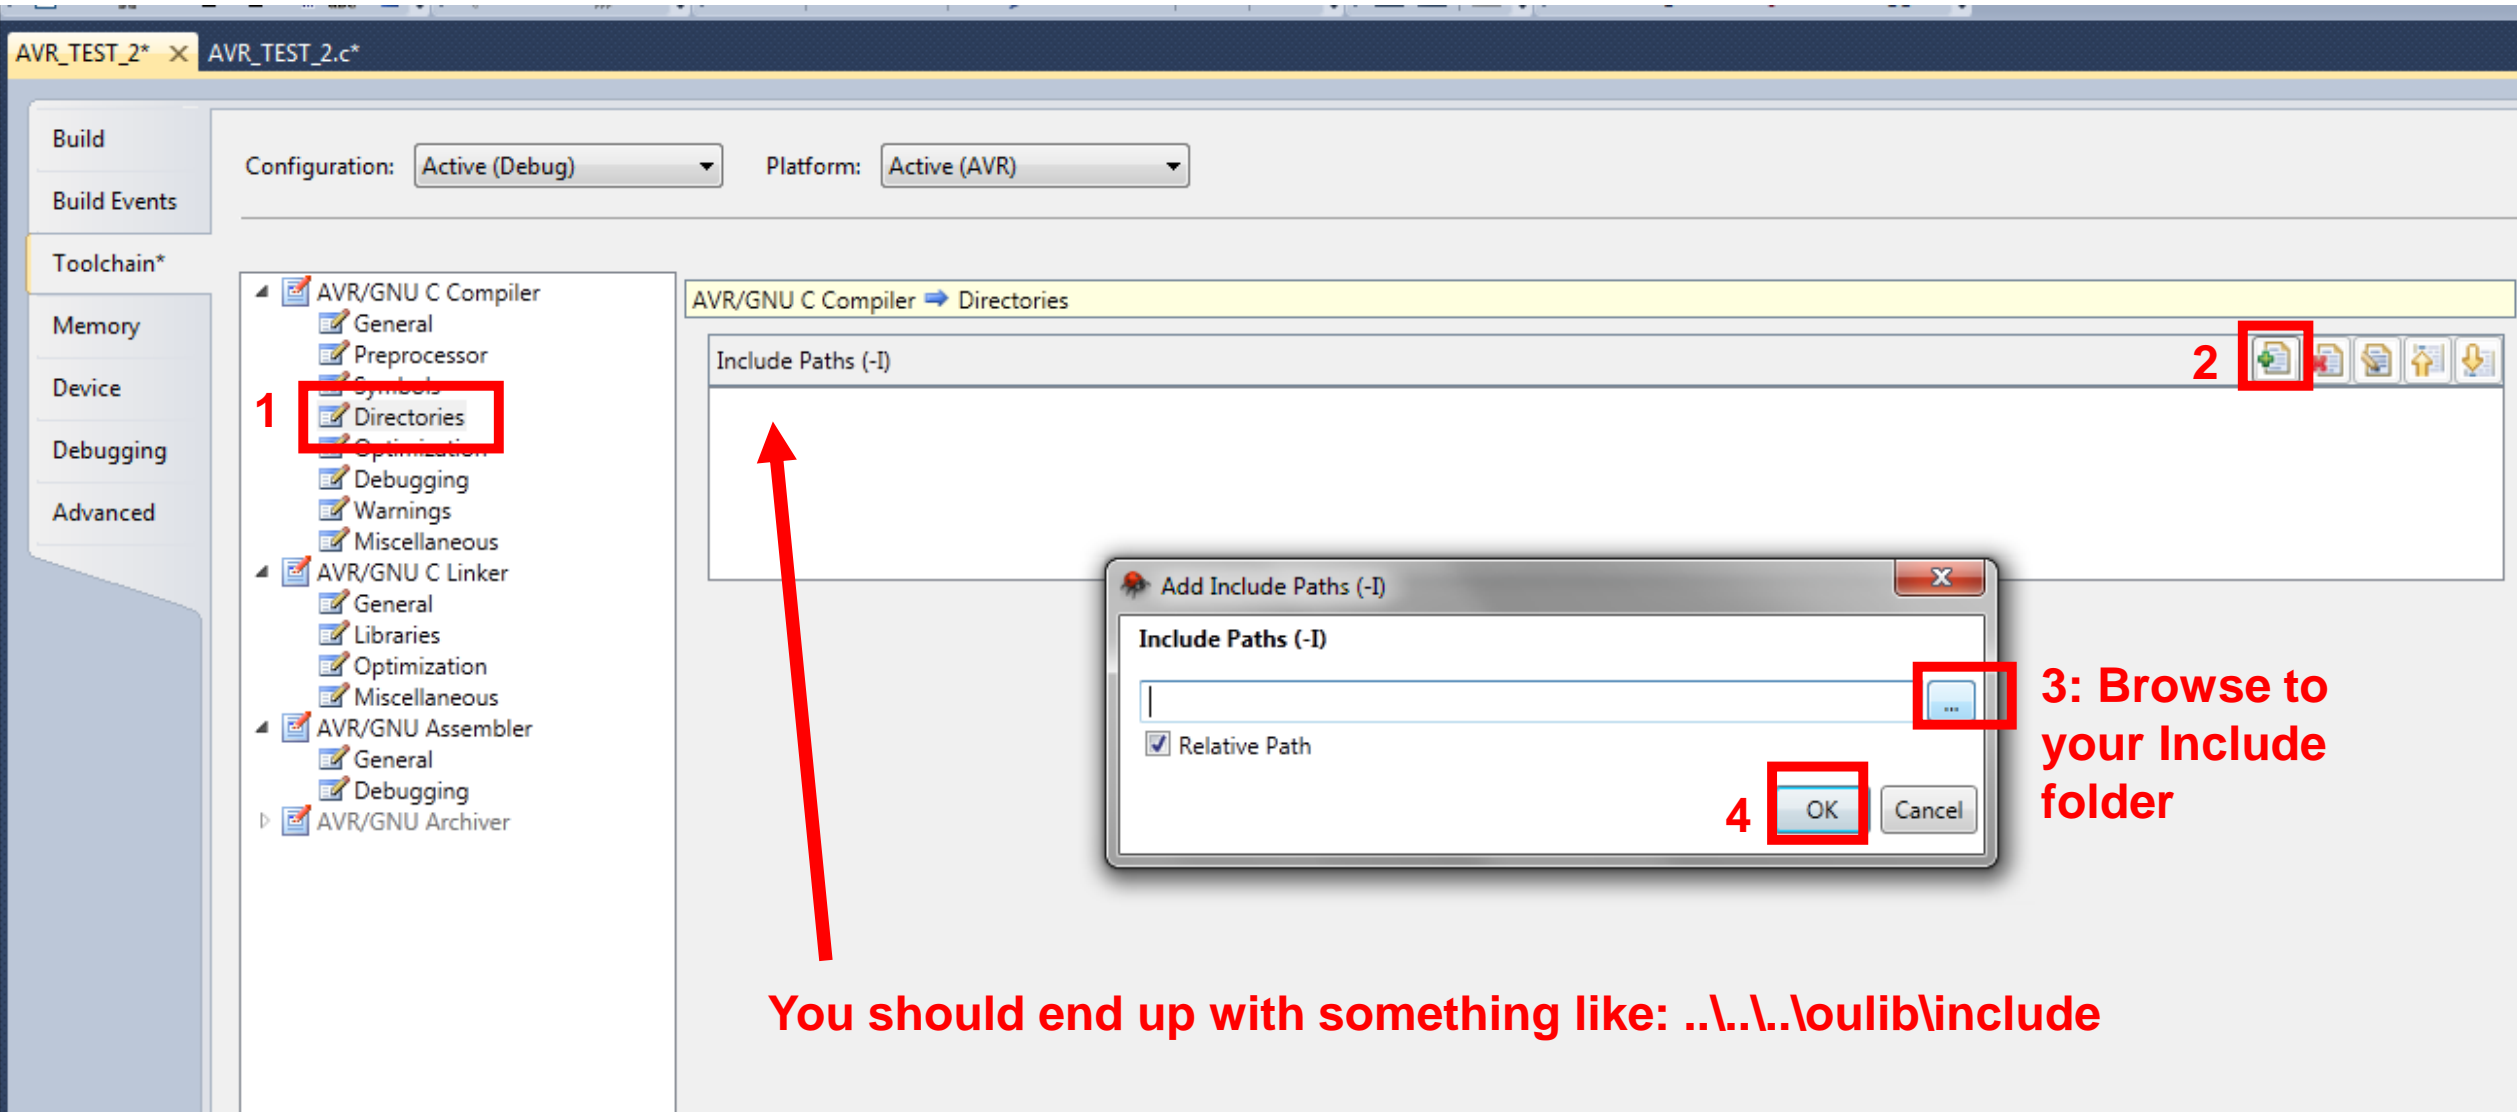 AVR_TEST_2*
AVR_TEST_2.c*
Build
Build Events
Toolchain*
Memory
Device
Debugging
Advanced
Configuration:
Active (Debug)
Platform:
Active (AVR)
AVR/GNU C Compiler
General
Preprocessor
Symbols
Directories
Optimization
Debugging
Warnings
Miscellaneous
AVR/GNU C Linker
General
Libraries
Optimization
Miscellaneous
AVR/GNU Assembler
General
Debugging
AVR/GNU Archiver
1
AVR/GNU C Compiler Directories
Include Paths (-I)
2
Add Include Paths (-I)
Include Paths (-I)
...
Relative Path
OK
Cancel
3: Browse to
your Include
folder
4
You should end up with something like: ..\..\..\oulib\include